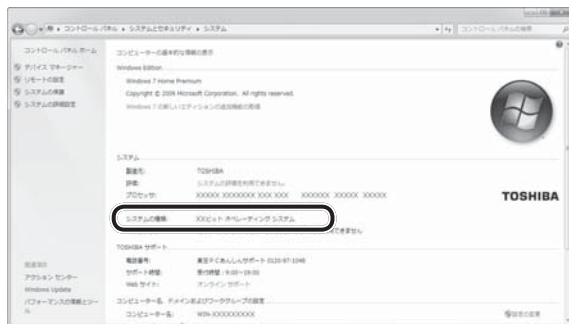 コントロール パネル ▸ システムとセキュリティ ▸ システム
コントロール パネルの検索
コントロール パネル ホーム
デバイス マネージャー
リモートの設定
システムの保護
システムの詳細設定
コンピューターの基本的な情報の表示
Windows Edition
Windows 7 Home Premium
Copyright © 2009 Microsoft Corporation. All rights reserved.
Windows 7 の新しいエディションの追加機能の取得
システム
製造元: TOSHIBA
評価: システムの評価を利用できません
プロセッサ: XXXXX XXXXXXX XXX XXX XXXXXX XXXXX XXXXX
TOSHIBA
システムの種類: XXビット オペレーティング システム
できません
TOSHIBA サポート
電話番号: 東芝PCあんしんサポート 0120-97-1048
サポート時間: 受付時間:9:00~19:00
Web サイト: オンライン サポート
コンピューター名、ドメインおよびワークグループの設定
コンピューター名: WIN-XXXXXXXXXX
設定の変更
関連項目
アクション センター
Windows Update
パフォーマンスの情報とツール